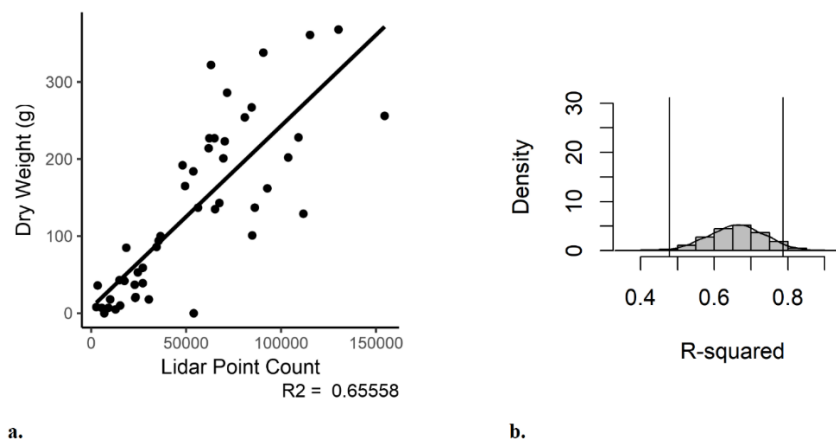 Dry Weight (g)
300
200
100
0
0
50000
100000
150000
Lidar Point Count
R2 = 0.65558
a.
Density
30
20
10
0
0.4
0.6
0.8
R-squared
b.